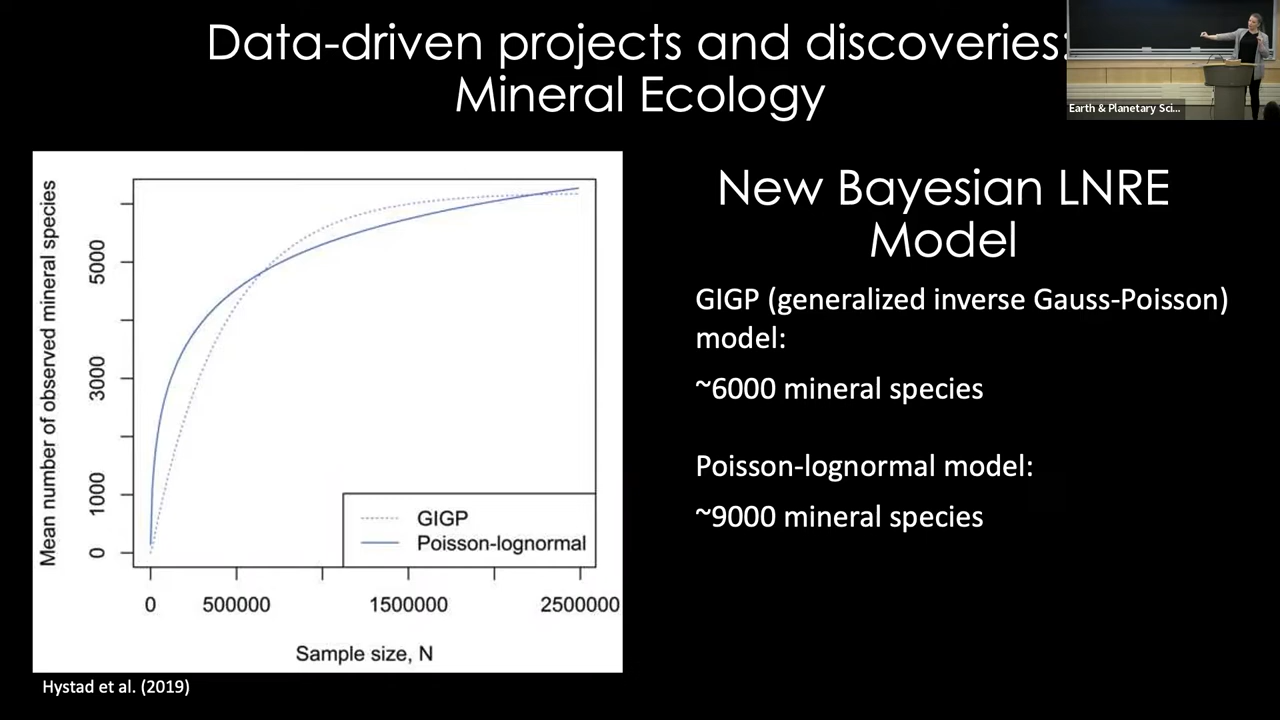 Data-driven projects and discoveries:
Mineral Ecology
Earth & Planetary Sci...
Mean number of observed mineral species
5000
3000
1000
0
GIGP
Poisson-lognormal
0 500000 1500000 2500000
Sample size, N
Hystad et al. (2019)
New Bayesian LNRE
Model
GIGP (generalized inverse Gauss-Poisson)
model:
~6000 mineral species
Poisson-lognormal model:
~9000 mineral species